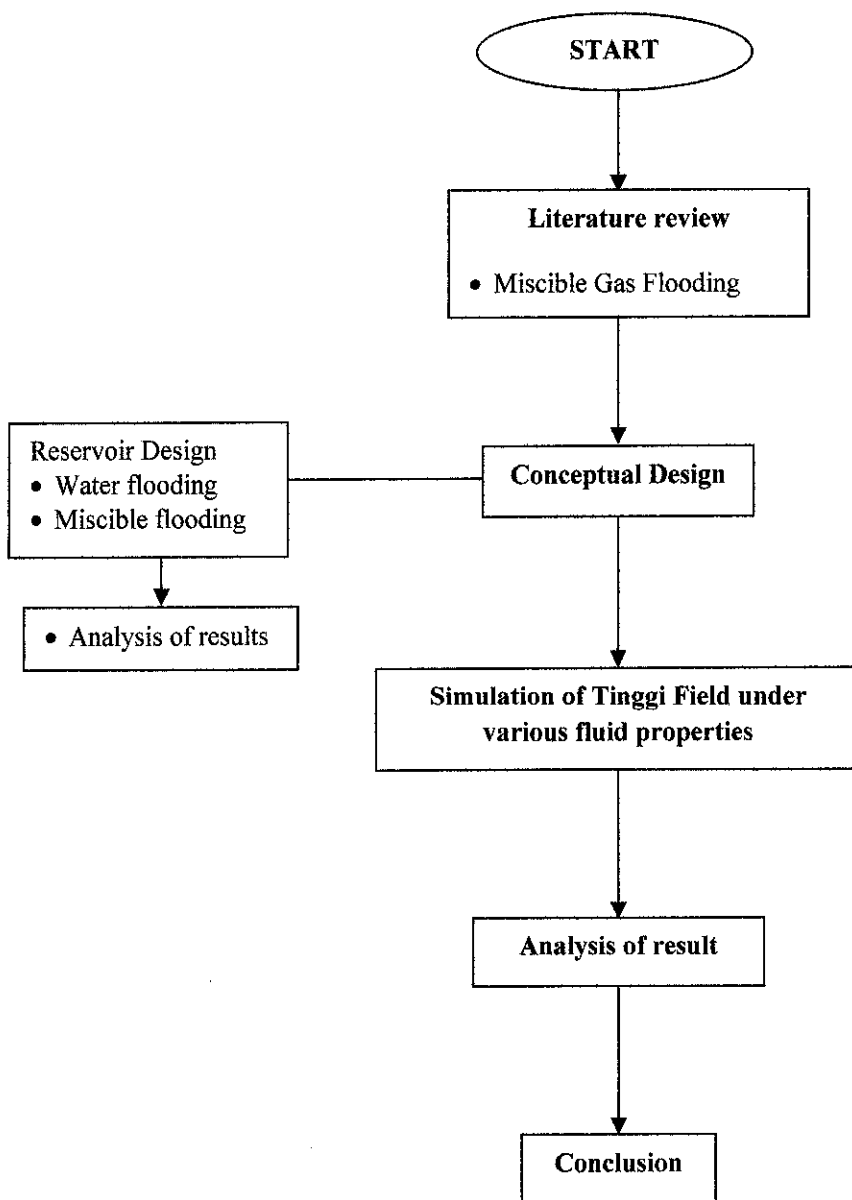 START
Literature review
• Miscible Gas Flooding
Reservoir Design
• Water flooding
• Miscible flooding
Conceptual Design
• Analysis of results
Simulation of Tinggi Field under
various fluid properties
Analysis of result
Conclusion